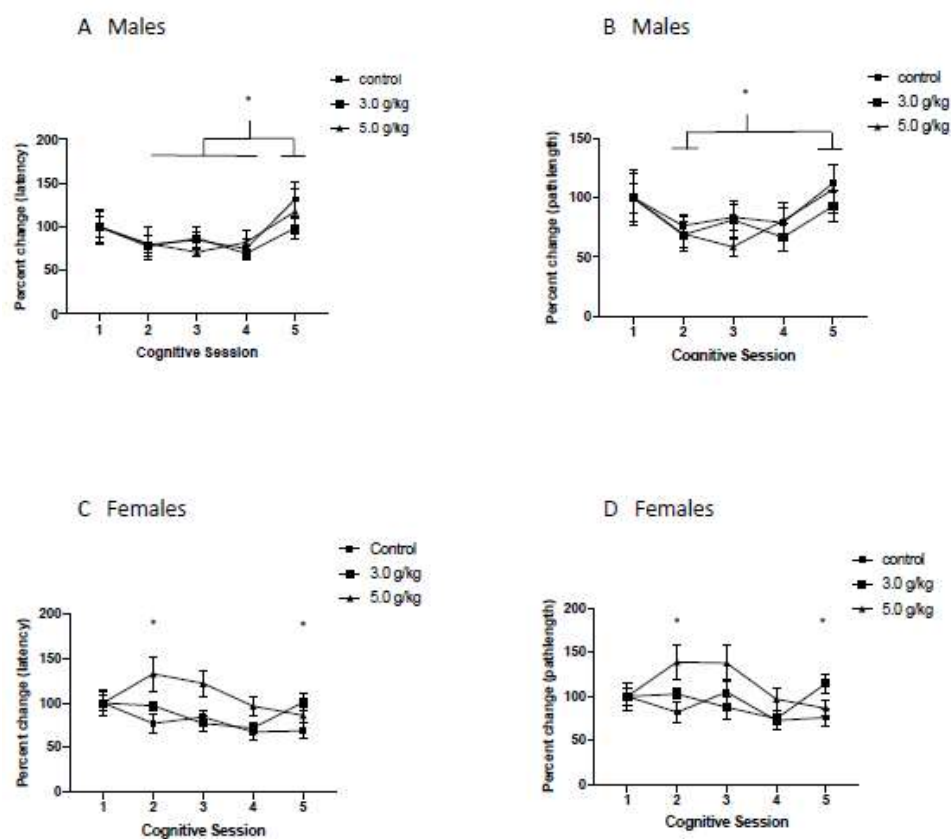 A Males
control
3.0 g/kg
5.0 g/kg
*
Percent change (latency)
200
150
100
50
0
1 2 3 4 5
Cognitive Session
B Males
control
3.0 g/kg
5.0 g/kg
*
Percent change (pathlength)
150
100
50
0
1 2 3 4 5
Cognitive Session
C Females
Control
3.0 g/kg
5.0 g/kg
* *
Percent change (latency)
200
150
100
50
0
1 2 3 4 5
Cognitive Session
D Females
control
3.0 g/kg
5.0 g/kg
* *
Percent change (pathlength)
200
150
100
50
0
1 2 3 4 5
Cognitive Session